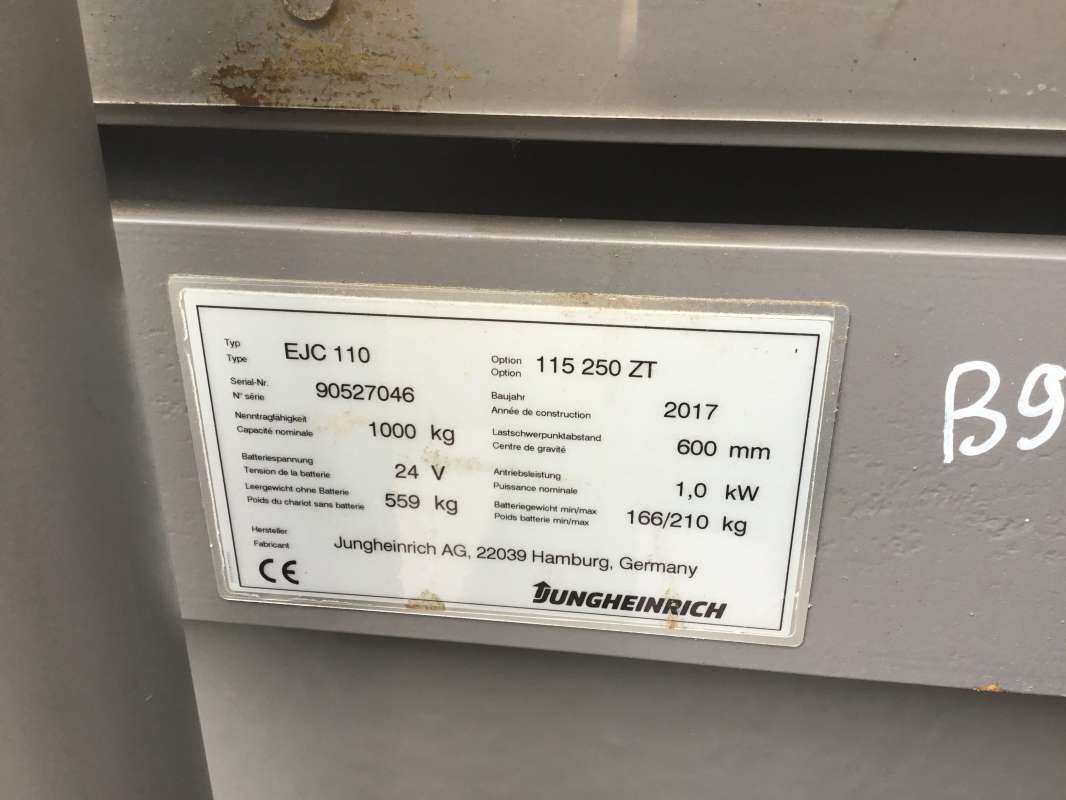 Typ
Type
EJC 110
Option
Option
115 250 ZT
Serial-Nr.
N° série
90527046
Baujahr
Année de construction
2017
Nenntragfähigkeit
Capacité nominale
1000 kg
Lastschwerpunktabstand
Centre de gravité
600 mm
Batteriespannung
Tension de la batterie
24 V
Antriebsleistung
Puissance nominale
1,0 kW
Leergewicht ohne Batterie
Poids du chariot sans batterie
559 kg
Batteriegewicht min/max
Poids batterie min/max
166/210 kg
Hersteller
Fabricant
Jungheinrich AG, 22039 Hamburg, Germany
CE
JUNGHEINRICH
B9